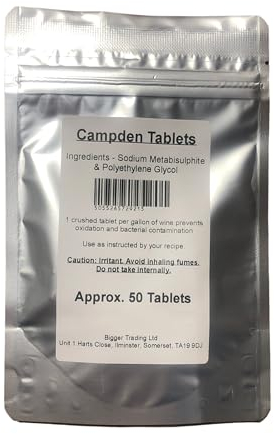 Campden Tablets
Ingredients - Sodium Metabisulphite
& Polyethylene Glycol
1 crushed tablet per gallon of wine prevents
oxidation and bacterial contamination
Use as instructed by your recipe.
Caution: Irritant. Avoid inhaling fumes.
Do not take internally.
Approx. 50 Tablets
Bigger Trading Ltd
Unit 1 Harts Close, Ilminster, Somerset, TA19 9DJ